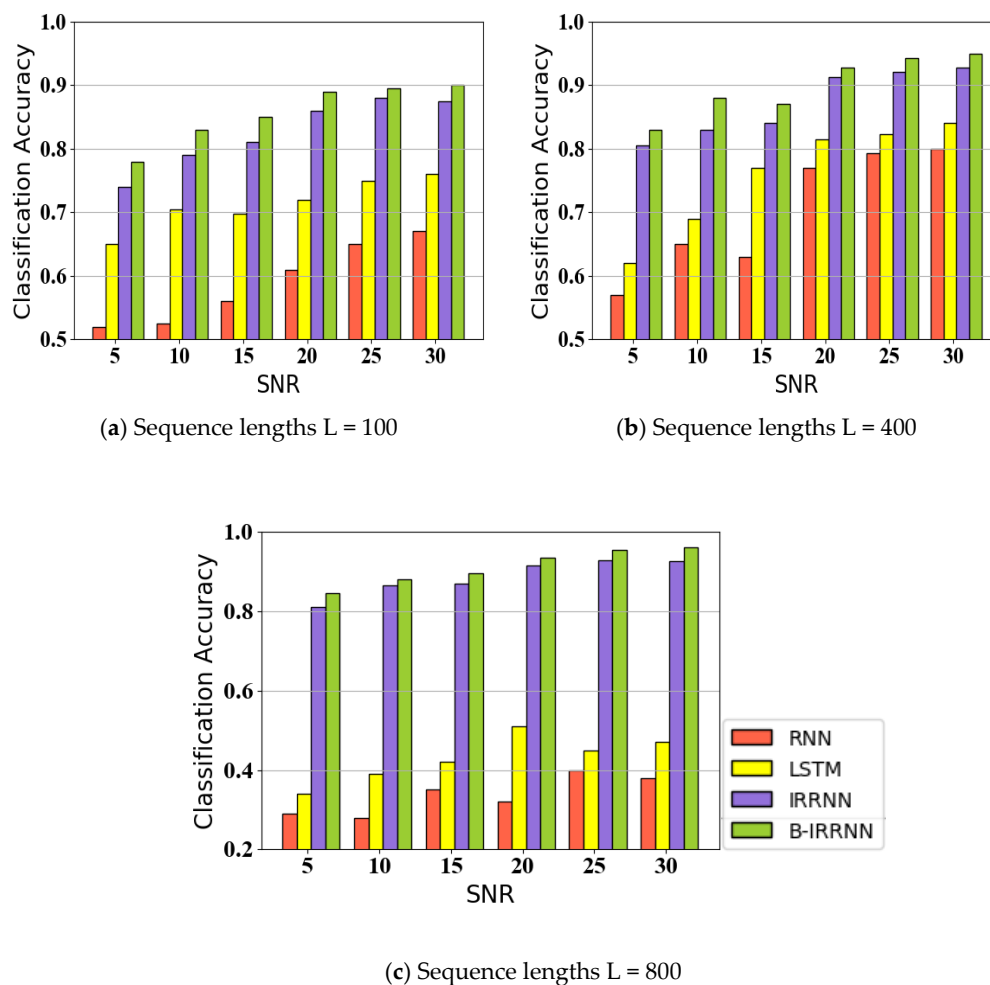 1.0
0.9
0.8
0.7
0.6
0.5
Classification Accuracy
5 10 15 20 25 30
SNR
(a) Sequence lengths L = 100
1.0
0.9
0.8
0.7
0.6
0.5
Classification Accuracy
5 10 15 20 25 30
SNR
(b) Sequence lengths L = 400
1.0
0.8
0.6
0.4
0.2
Classification Accuracy
5 10 15 20 25 30
SNR
RNN
LSTM
IRRNN
B-IRRNN
(c) Sequence lengths L = 800